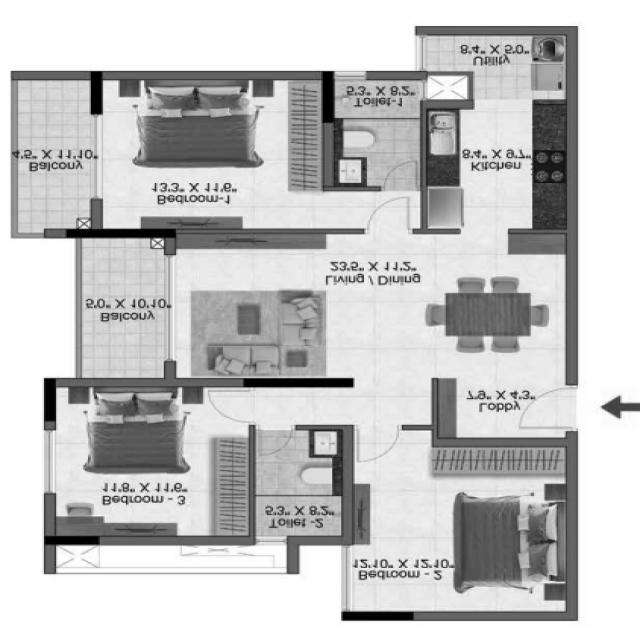 Utility
8'4" X 5'0"
Toilet-1
5'3" X 8'2"
Balcony
4'5" X 11'10"
Kitchen
8'4" X 9'7"
Bedroom-1
13'3" X 11'6"
Living / Dining
23'5" X 11'2"
Balcony
5'0" X 10'10"
Lobby
7'9" X 4'3"
Bedroom - 3
11'8" X 11'6"
Toilet -2
5'3" X 8'2"
Bedroom - 2
12'10" X 12'10"